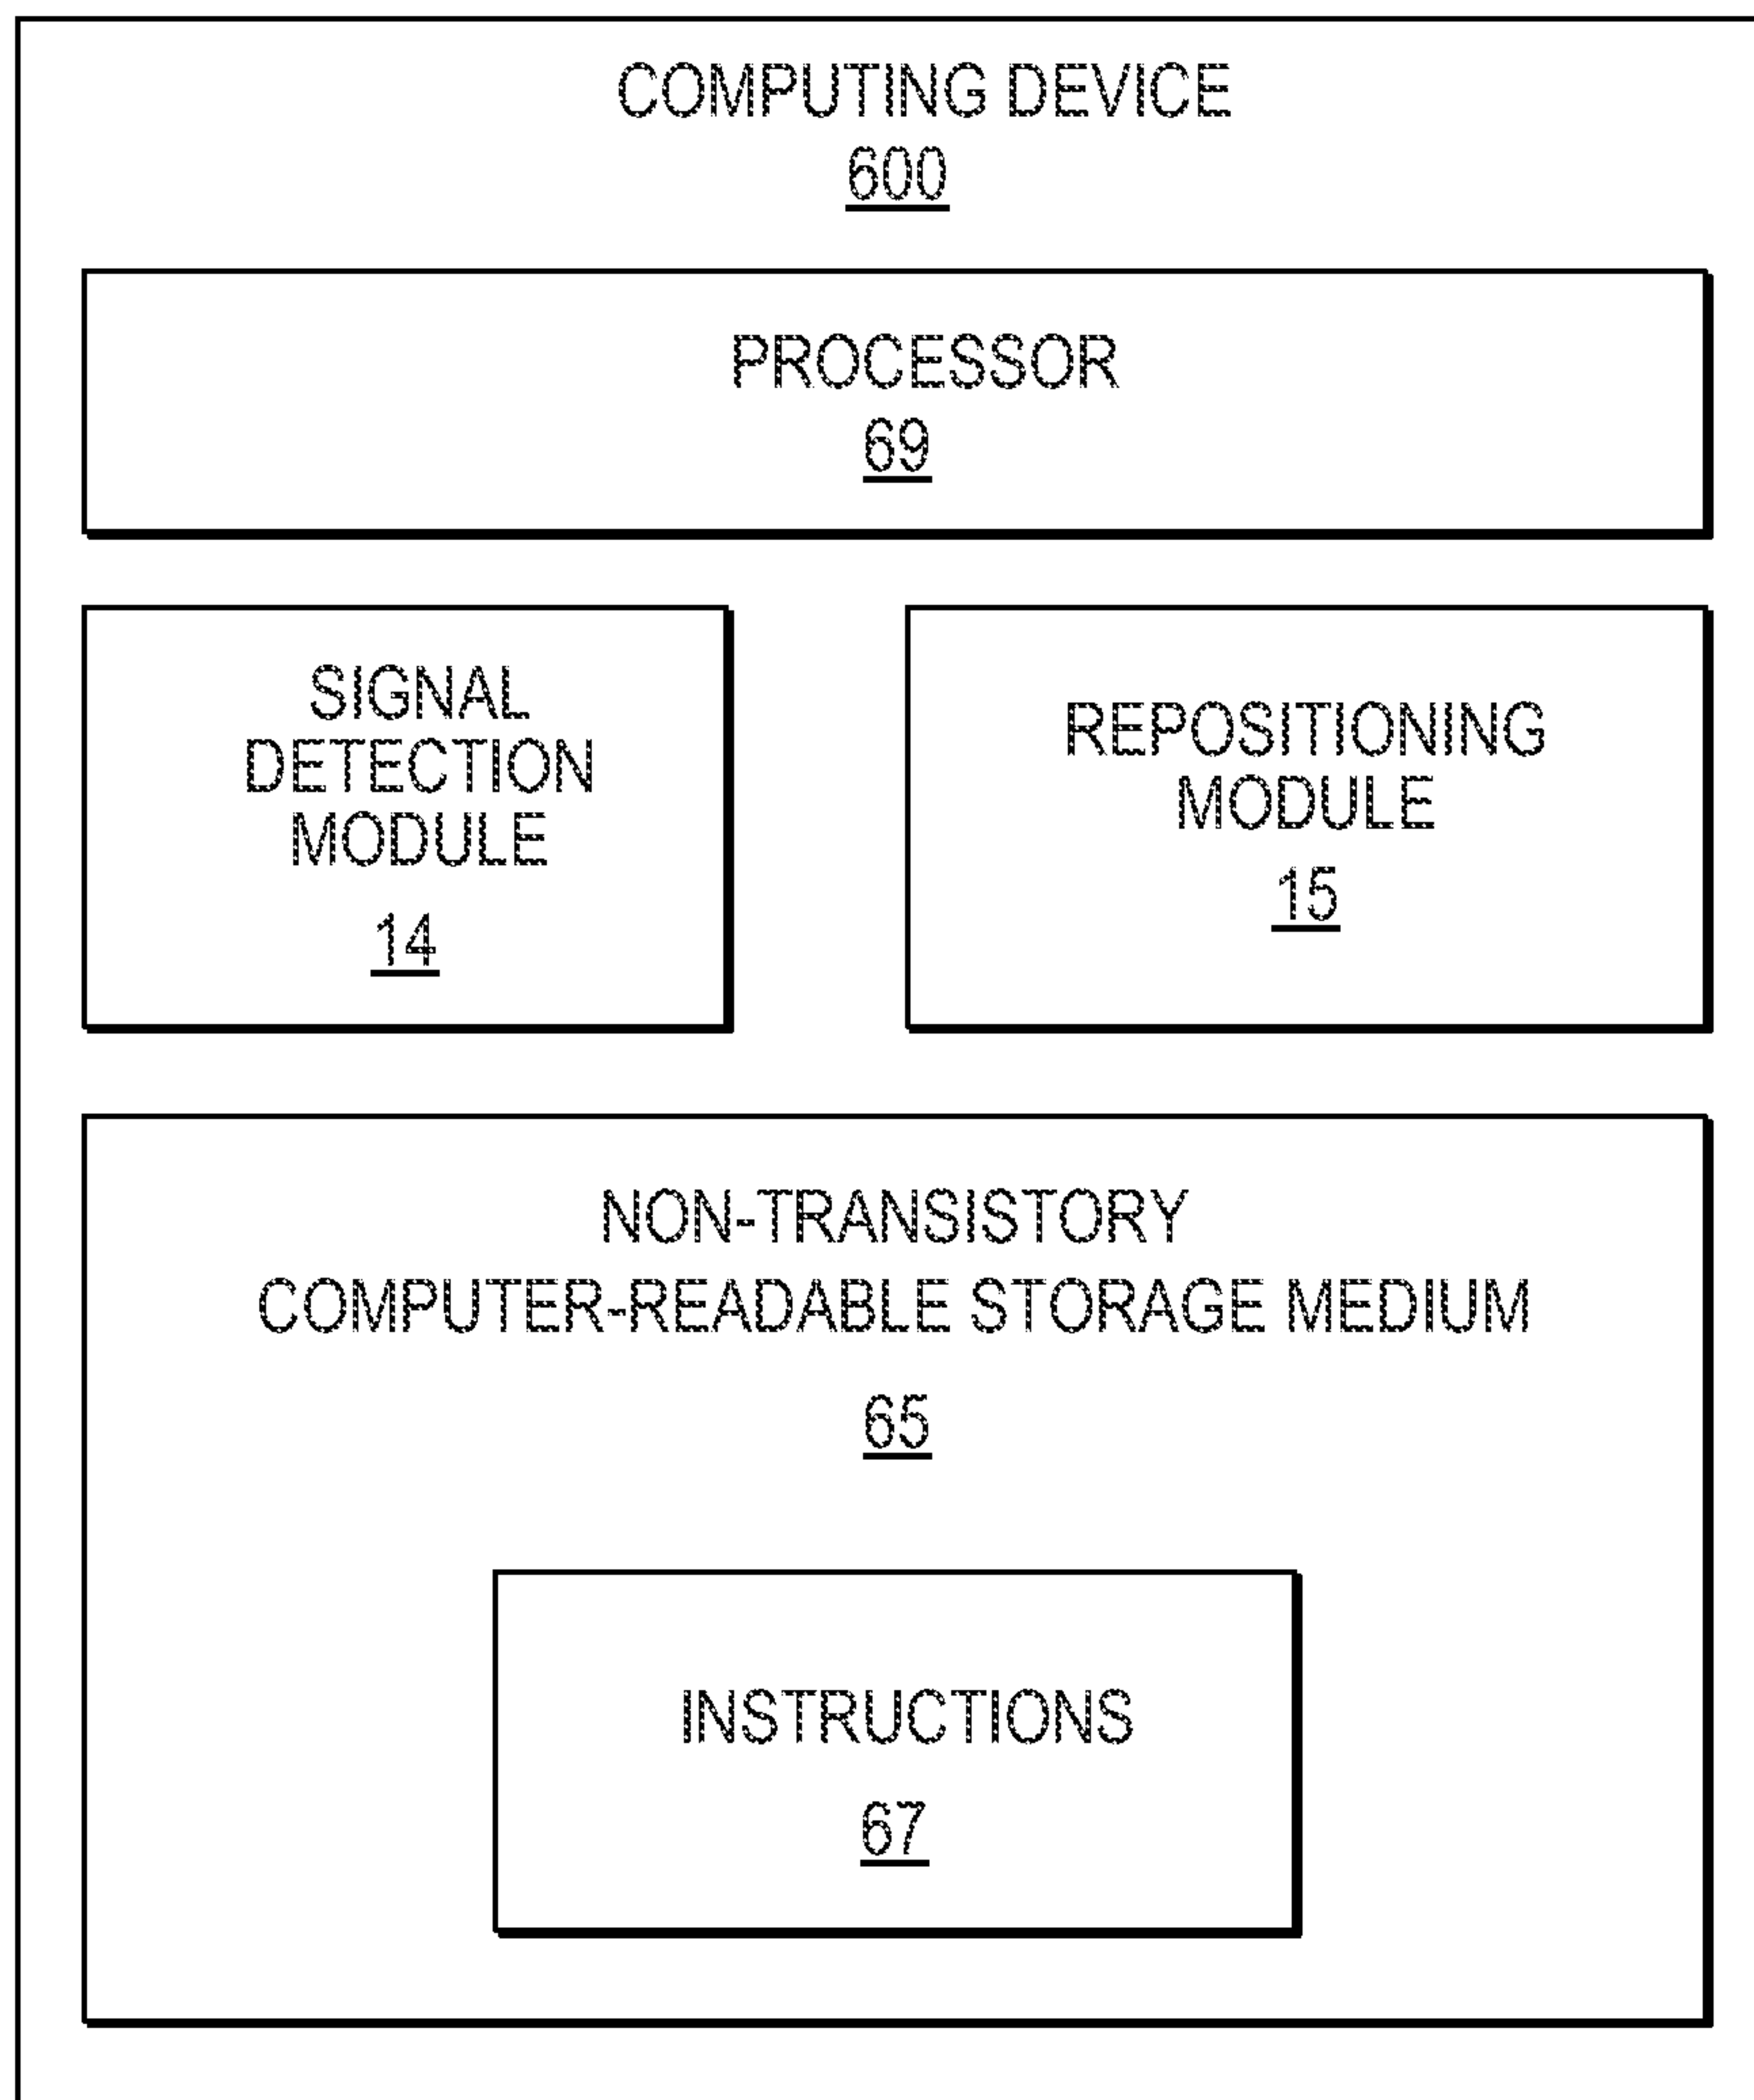 COMPUTING DEVICE
600
PROCESSOR
69
SIGNAL
DETECTION
MODULE
14
REPOSITIONING
MODULE
15
NON-TRANSISTORY
COMPUTER-READABLE STORAGE MEDIUM
65
INSTRUCTIONS
67